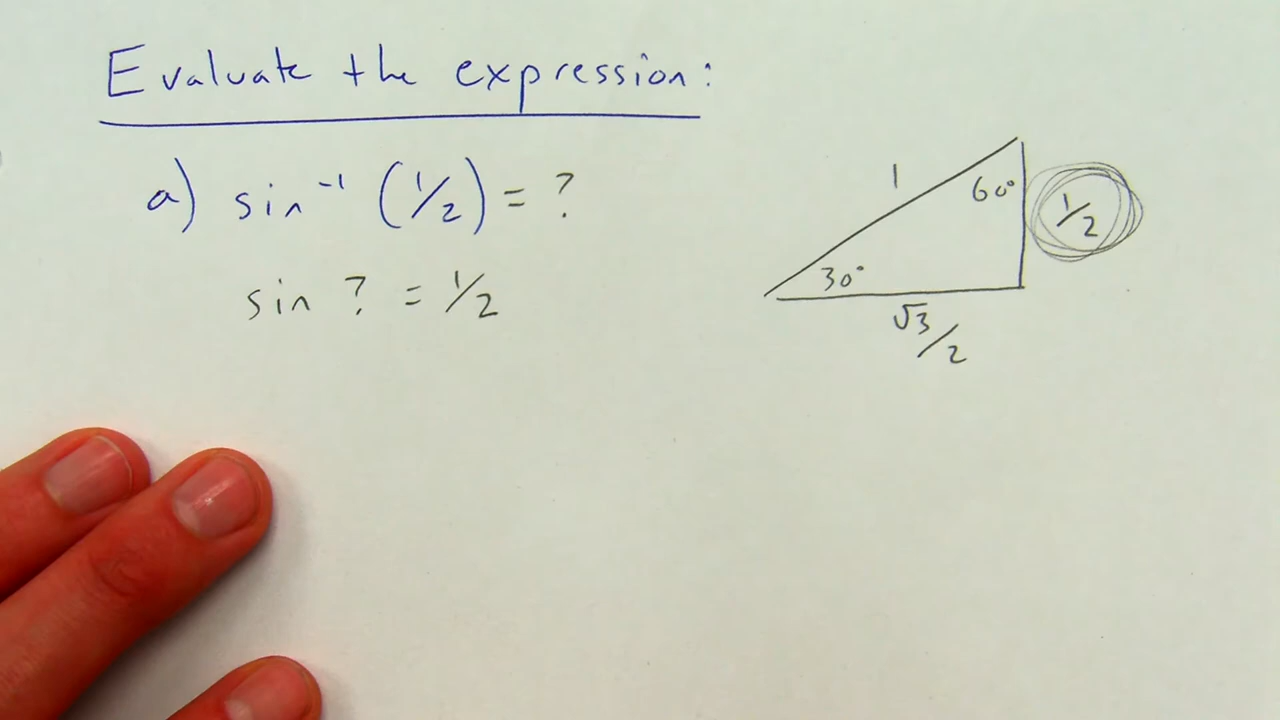 Evaluate the expression:
a) sin⁻¹ (1/2) = ?
sin ? = 1/2
1
60°
1/2
30°
√3/2